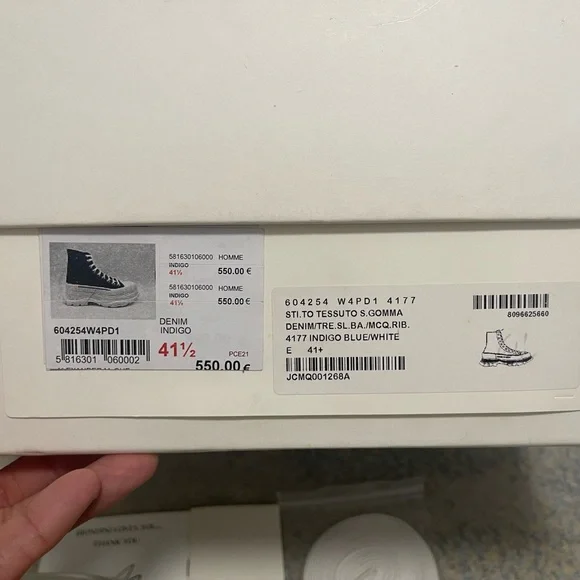 581630106000 HOMME
INDIGO
41½ 550.00 €
581630106000 HOMME
INDIGO
41½ 550.00 €
604254W4PD1
DENIM
INDIGO
5 816301 060002
41½
PCE21
550.00 €
604254 W4PD1 4177
STI.TO TESSUTO S.GOMMA
DENIM/TRE.SL.BA./MCQ.RIB.
4177 INDIGO BLUE/WHITE
E 41+
JCMQ001268A
8096625660
THANK YOU